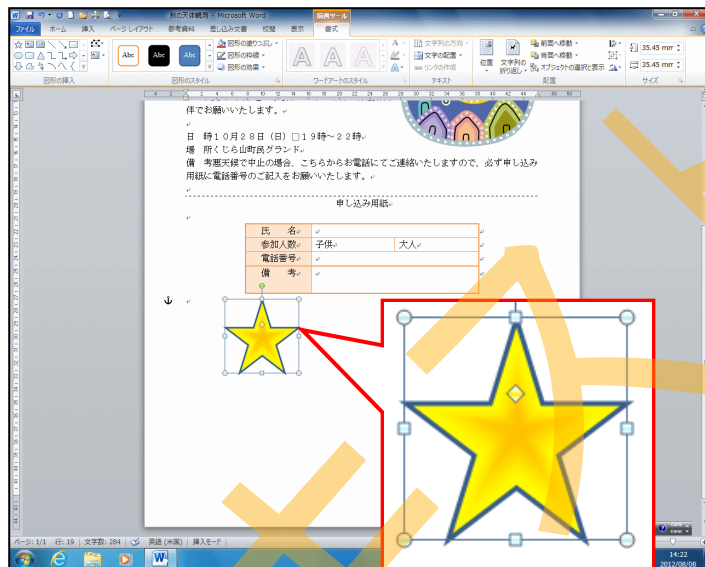 秋の天体観測 - Microsoft Word
描画ツール
ファイル ホーム 挿入 ページ レイアウト 参考資料 差し込み文書 校閲 表示 書式
Abc Abc Abc
図形の塗りつぶし
図形の枠線
図形の効果
A A A
文字列の方向
文字の配置
リンクの作成
位置
文字列の
折り返し
前面へ移動
背面へ移動
オブジェクトの選択と表示
35.45 mm
35.45 mm
図形の挿入 図形のスタイル ワードアートのスタイル テキスト 配置 サイズ
伴でお願いいたします。
日 時10月28日(日)□19時~22時
場 所くじら山町民グランド
備 考悪天候で中止の場合、こちらからお電話にてご連絡いたしますので、必ず申し込み
用紙に電話番号のご記入をお願いいたします。
申し込み用紙
氏 名
参加人数 子供 大人
電話番号
備 考
ページ: 1/1 行: 19 文字数: 284 英語 (米国) 挿入モード
14:22
2012/08/08